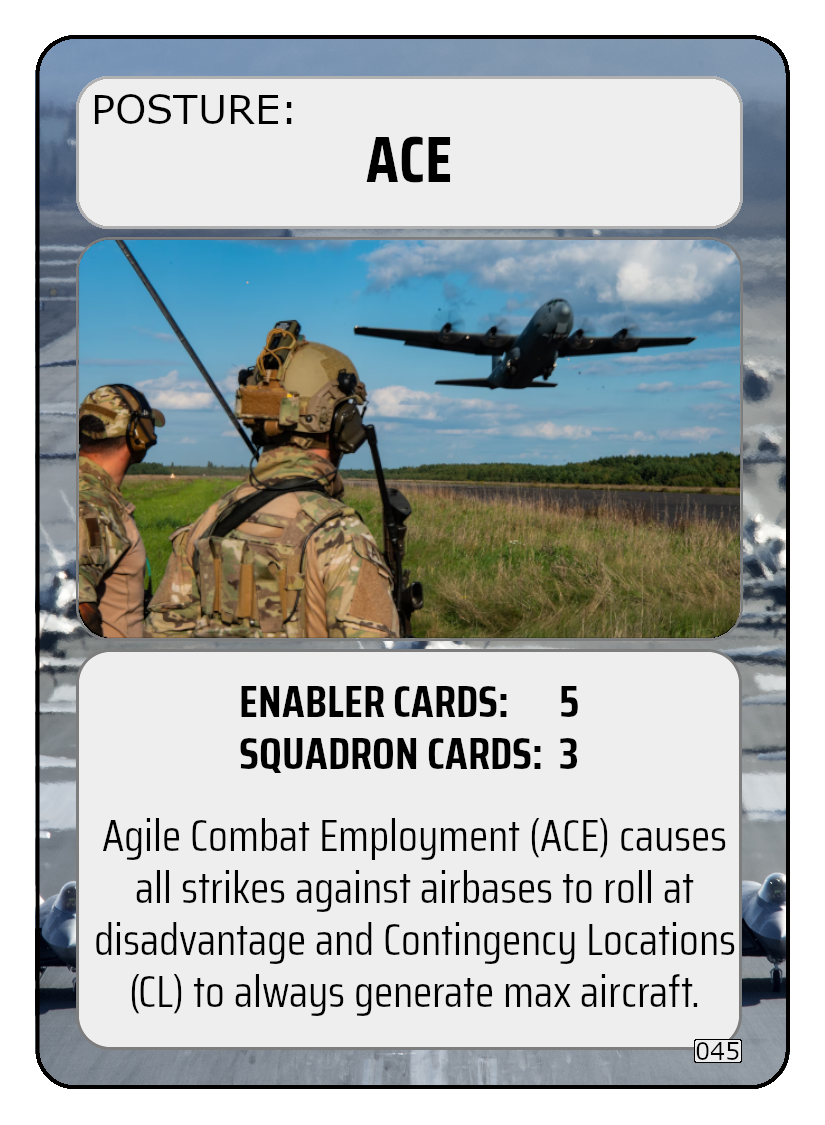 POSTURE:
ACE
ENABLER CARDS: 5
SQUADRON CARDS: 3
Agile Combat Employment (ACE) causes
all strikes against airbases to roll at
disadvantage and Contingency Locations
(CL) to always generate max aircraft.
045